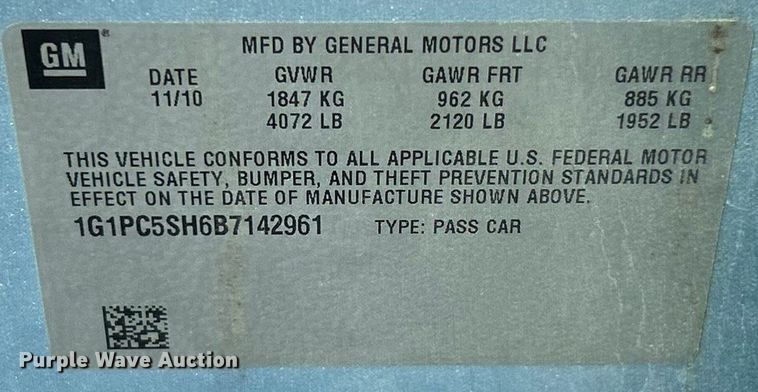 GM
MFD BY GENERAL MOTORS LLC
DATE GVWR GAWR FRT GAWR RR
11/10 1847 KG 962 KG 885 KG
4072 LB 2120 LB 1952 LB
THIS VEHICLE CONFORMS TO ALL APPLICABLE U.S. FEDERAL MOTOR
VEHICLE SAFETY, BUMPER, AND THEFT PREVENTION STANDARDS IN
EFFECT ON THE DATE OF MANUFACTURE SHOWN ABOVE.
1G1PC5SH6B7142961 TYPE: PASS CAR
Purple Wave Auction